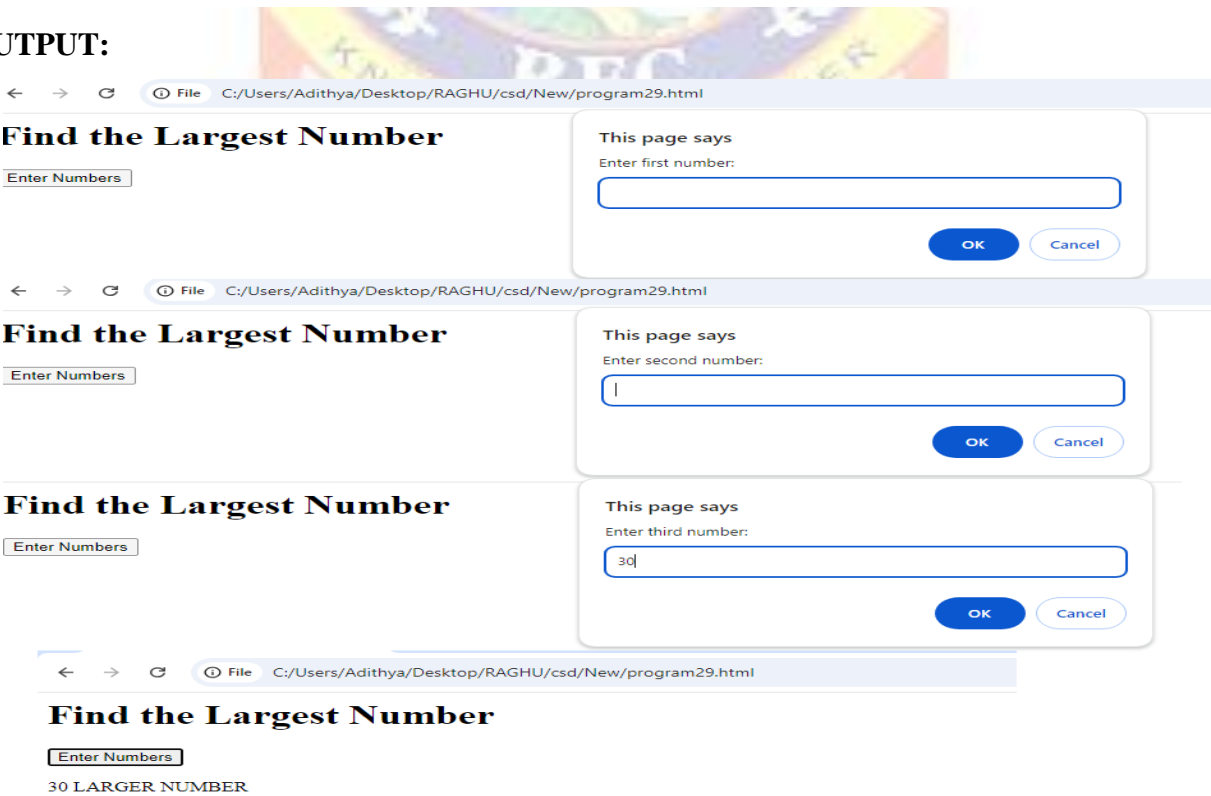 UTPUT:
File C:/Users/Adithya/Desktop/RAGHU/csd/New/program29.html
Find the Largest Number
Enter Numbers
This page says
Enter first number:
OK Cancel
File C:/Users/Adithya/Desktop/RAGHU/csd/New/program29.html
Find the Largest Number
Enter Numbers
This page says
Enter second number:
OK Cancel
Find the Largest Number
Enter Numbers
This page says
Enter third number:
30
OK Cancel
File C:/Users/Adithya/Desktop/RAGHU/csd/New/program29.html
Find the Largest Number
Enter Numbers
30 LARGER NUMBER